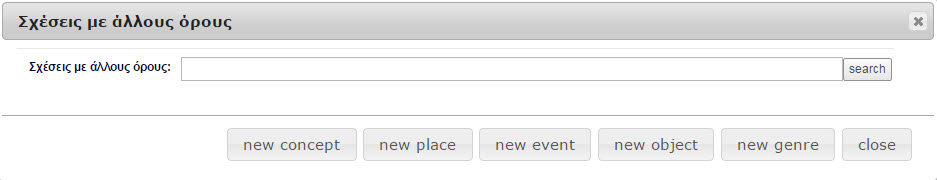 Σχέσεις με άλλους όρους
Σχέσεις με άλλους όρους: search
new concept new place new event new object new genre close